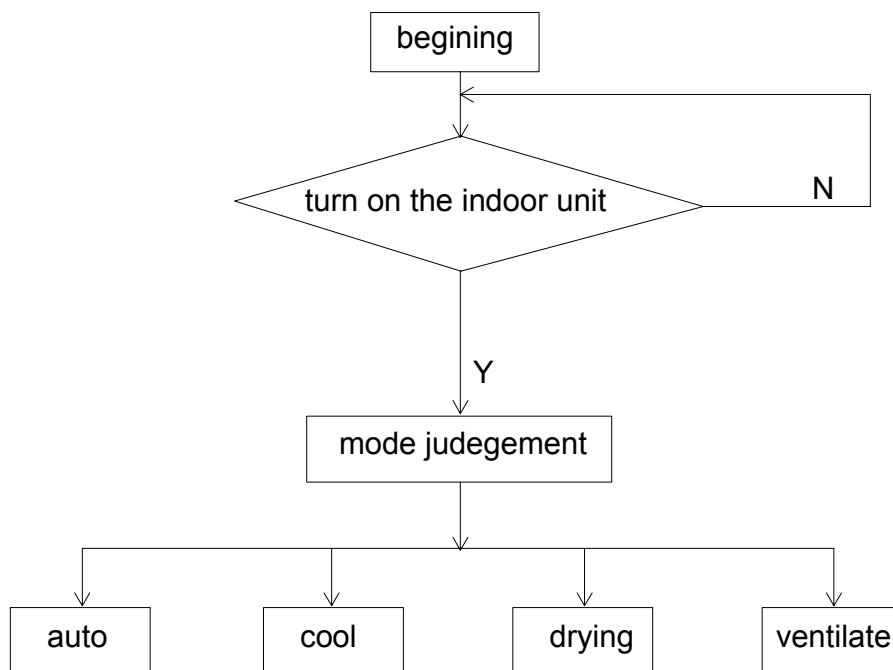 begining
turn on the indoor unit
N
Y
mode judegement
auto
cool
drying
ventilate